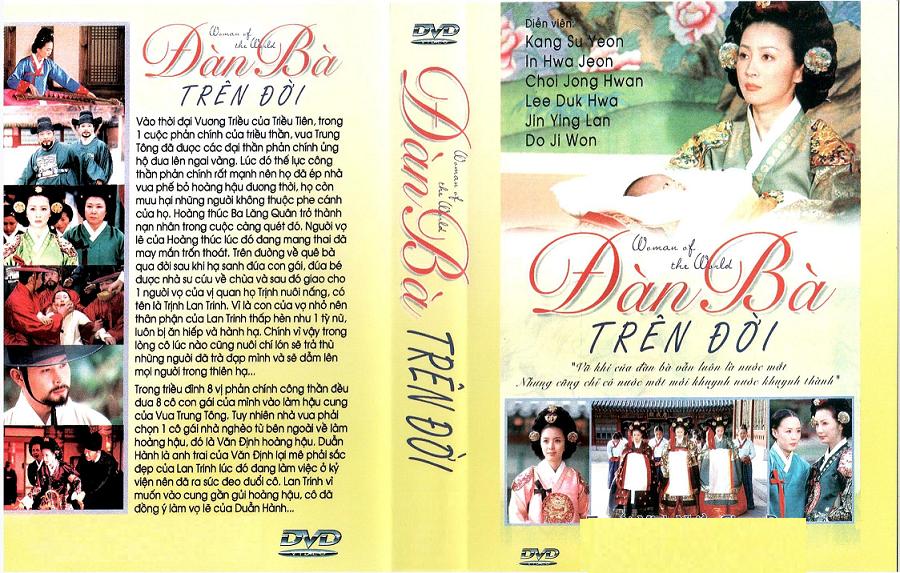 Woman of
the World
Đàn Bà
TRÊN ĐỜI
Vào thời đại Vương Triều của Triều Tiên, trong
1 cuộc phản chính của triều thần, vua Trung
Tông đã được các đại thần phản chính ủng
hộ đưa lên ngai vàng. Lúc đó thế lực công
thần phản chính rất mạnh nên họ đã ép nhà
vua phế bỏ hoàng hậu đương thời, họ còn
mưu hại những người không thuộc phe cánh
của họ. Hoàng thúc Ba Lăng Quân trở thành
nạn nhân trong cuộc càng quét đó. Người vợ
lẽ của Hoàng thúc lúc đó đang mang thai đã
may mắn trốn thoát. Trên đường về quê bà
qua đời sau khi hạ sanh đúa con gái, đúa bé
được nhà sư cứu về chùa và sau đó giao cho
1 người vợ của vị quan họ Trịnh nuôi nấng, có
tên là Trịnh Lan Trinh. Vì là con của vợ nhỏ nên
thân phận của Lan Trinh thấp hèn như 1 tỳ nữ,
luôn bị ăn hiếp và hành hạ. Chính vì vậy trong
lòng cô lúc nào cũng nuôi chí lớn sẽ trả thù
những người đã trà đạp mình và sẽ dẫm lên
mọi người trong thiên hạ...
Trong triều đình 8 vị phản chính công thần đều
đưa 8 cô con gái của mình vào làm hậu cung
của Vua Trung Tông. Tuy nhiên nhà vua phải
chọn 1 cô gái nhà nghèo từ bên ngoài về làm
hoàng hậu, đó là Văn Định hoàng hậu. Duẫn
Hành là anh trai của Văn Định lại mê phải sắc
đẹp của Lan Trinh lúc đó đang làm việc ở kỷ
viện nên đã ra sức đeo đuổi cô. Lan Trinh vì
muốn vào cung gần gủi hoàng hậu, cô đã
đồng ý làm vợ lẽ của Duẫn Hành...
DVD
VIDEO
DVD
VIDEO
Đàn Bà
Woman of
the World
TRÊN ĐỜI
Diễn viên:
Kang Su Yeon
In Hwa Jeon
Choi Jong Hwan
Lee Duk Hwa
Jin Ying Lan
Do Ji Won
Woman of
the World
Đàn Bà
TRÊN ĐỜI
"Vũ khí của đàn bà vẫn luôn là nước mắt
Nhưng cũng chỉ có nước mắt mới khuynh nước khuynh thành"
DVD
VIDEO